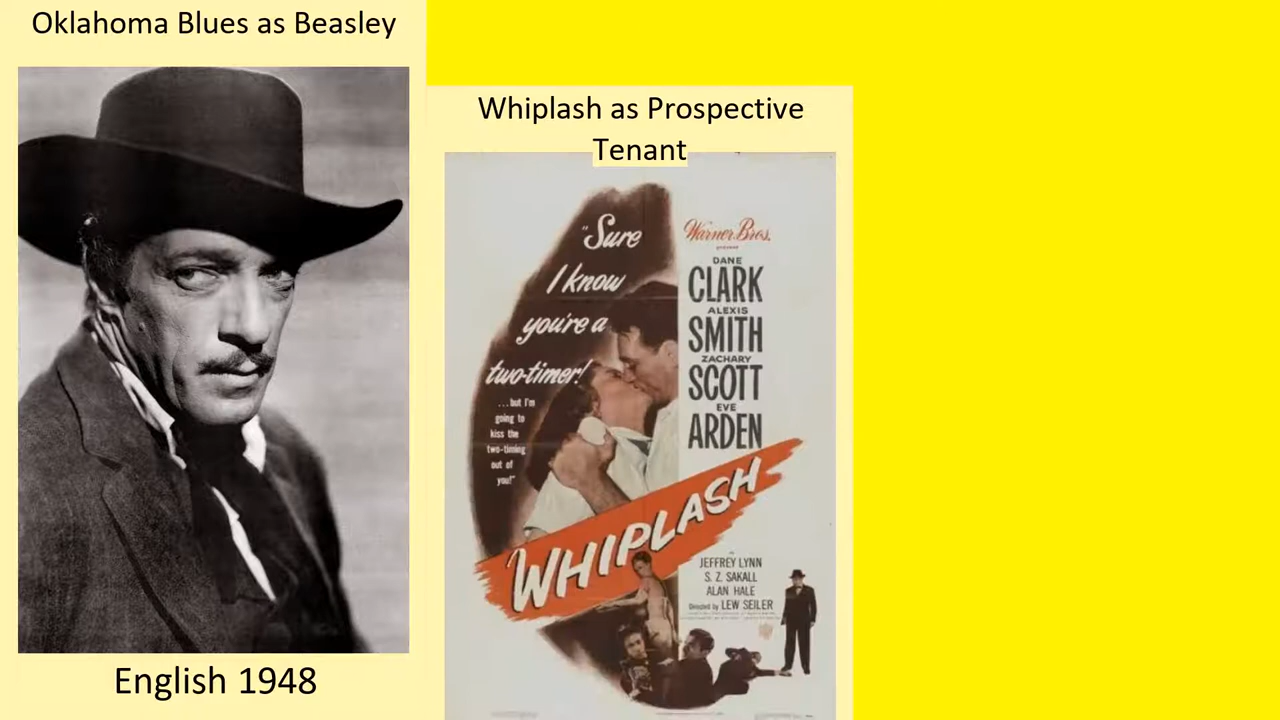 Oklahoma Blues as Beasley
English 1948
Whiplash as Prospective
Tenant
"Sure
I know
you're a
two-timer!
...but I'm
going to
kiss the
two-timing
out of
you!"
Warner Bros.
DANE
CLARK
ALEXIS
SMITH
ZACHARY
SCOTT
EVE
ARDEN
WHIPLASH
JEFFREY LYNN
S. Z. SAKALL
ALAN HALE
Directed by LEW SEILER